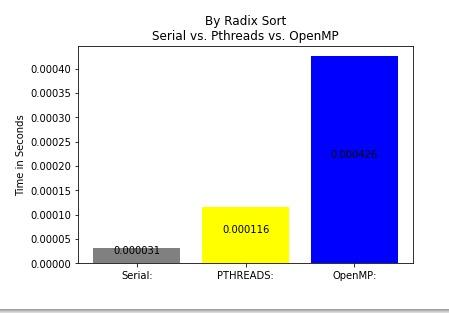 By Radix Sort
Serial vs. Pthreads vs. OpenMP
Time in Seconds
0.00040
0.00035
0.00030
0.00025
0.00020
0.00015
0.00010
0.00005
0.00000
0.000031
0.000116
0.000426
Serial:
PTHREADS:
OpenMP: